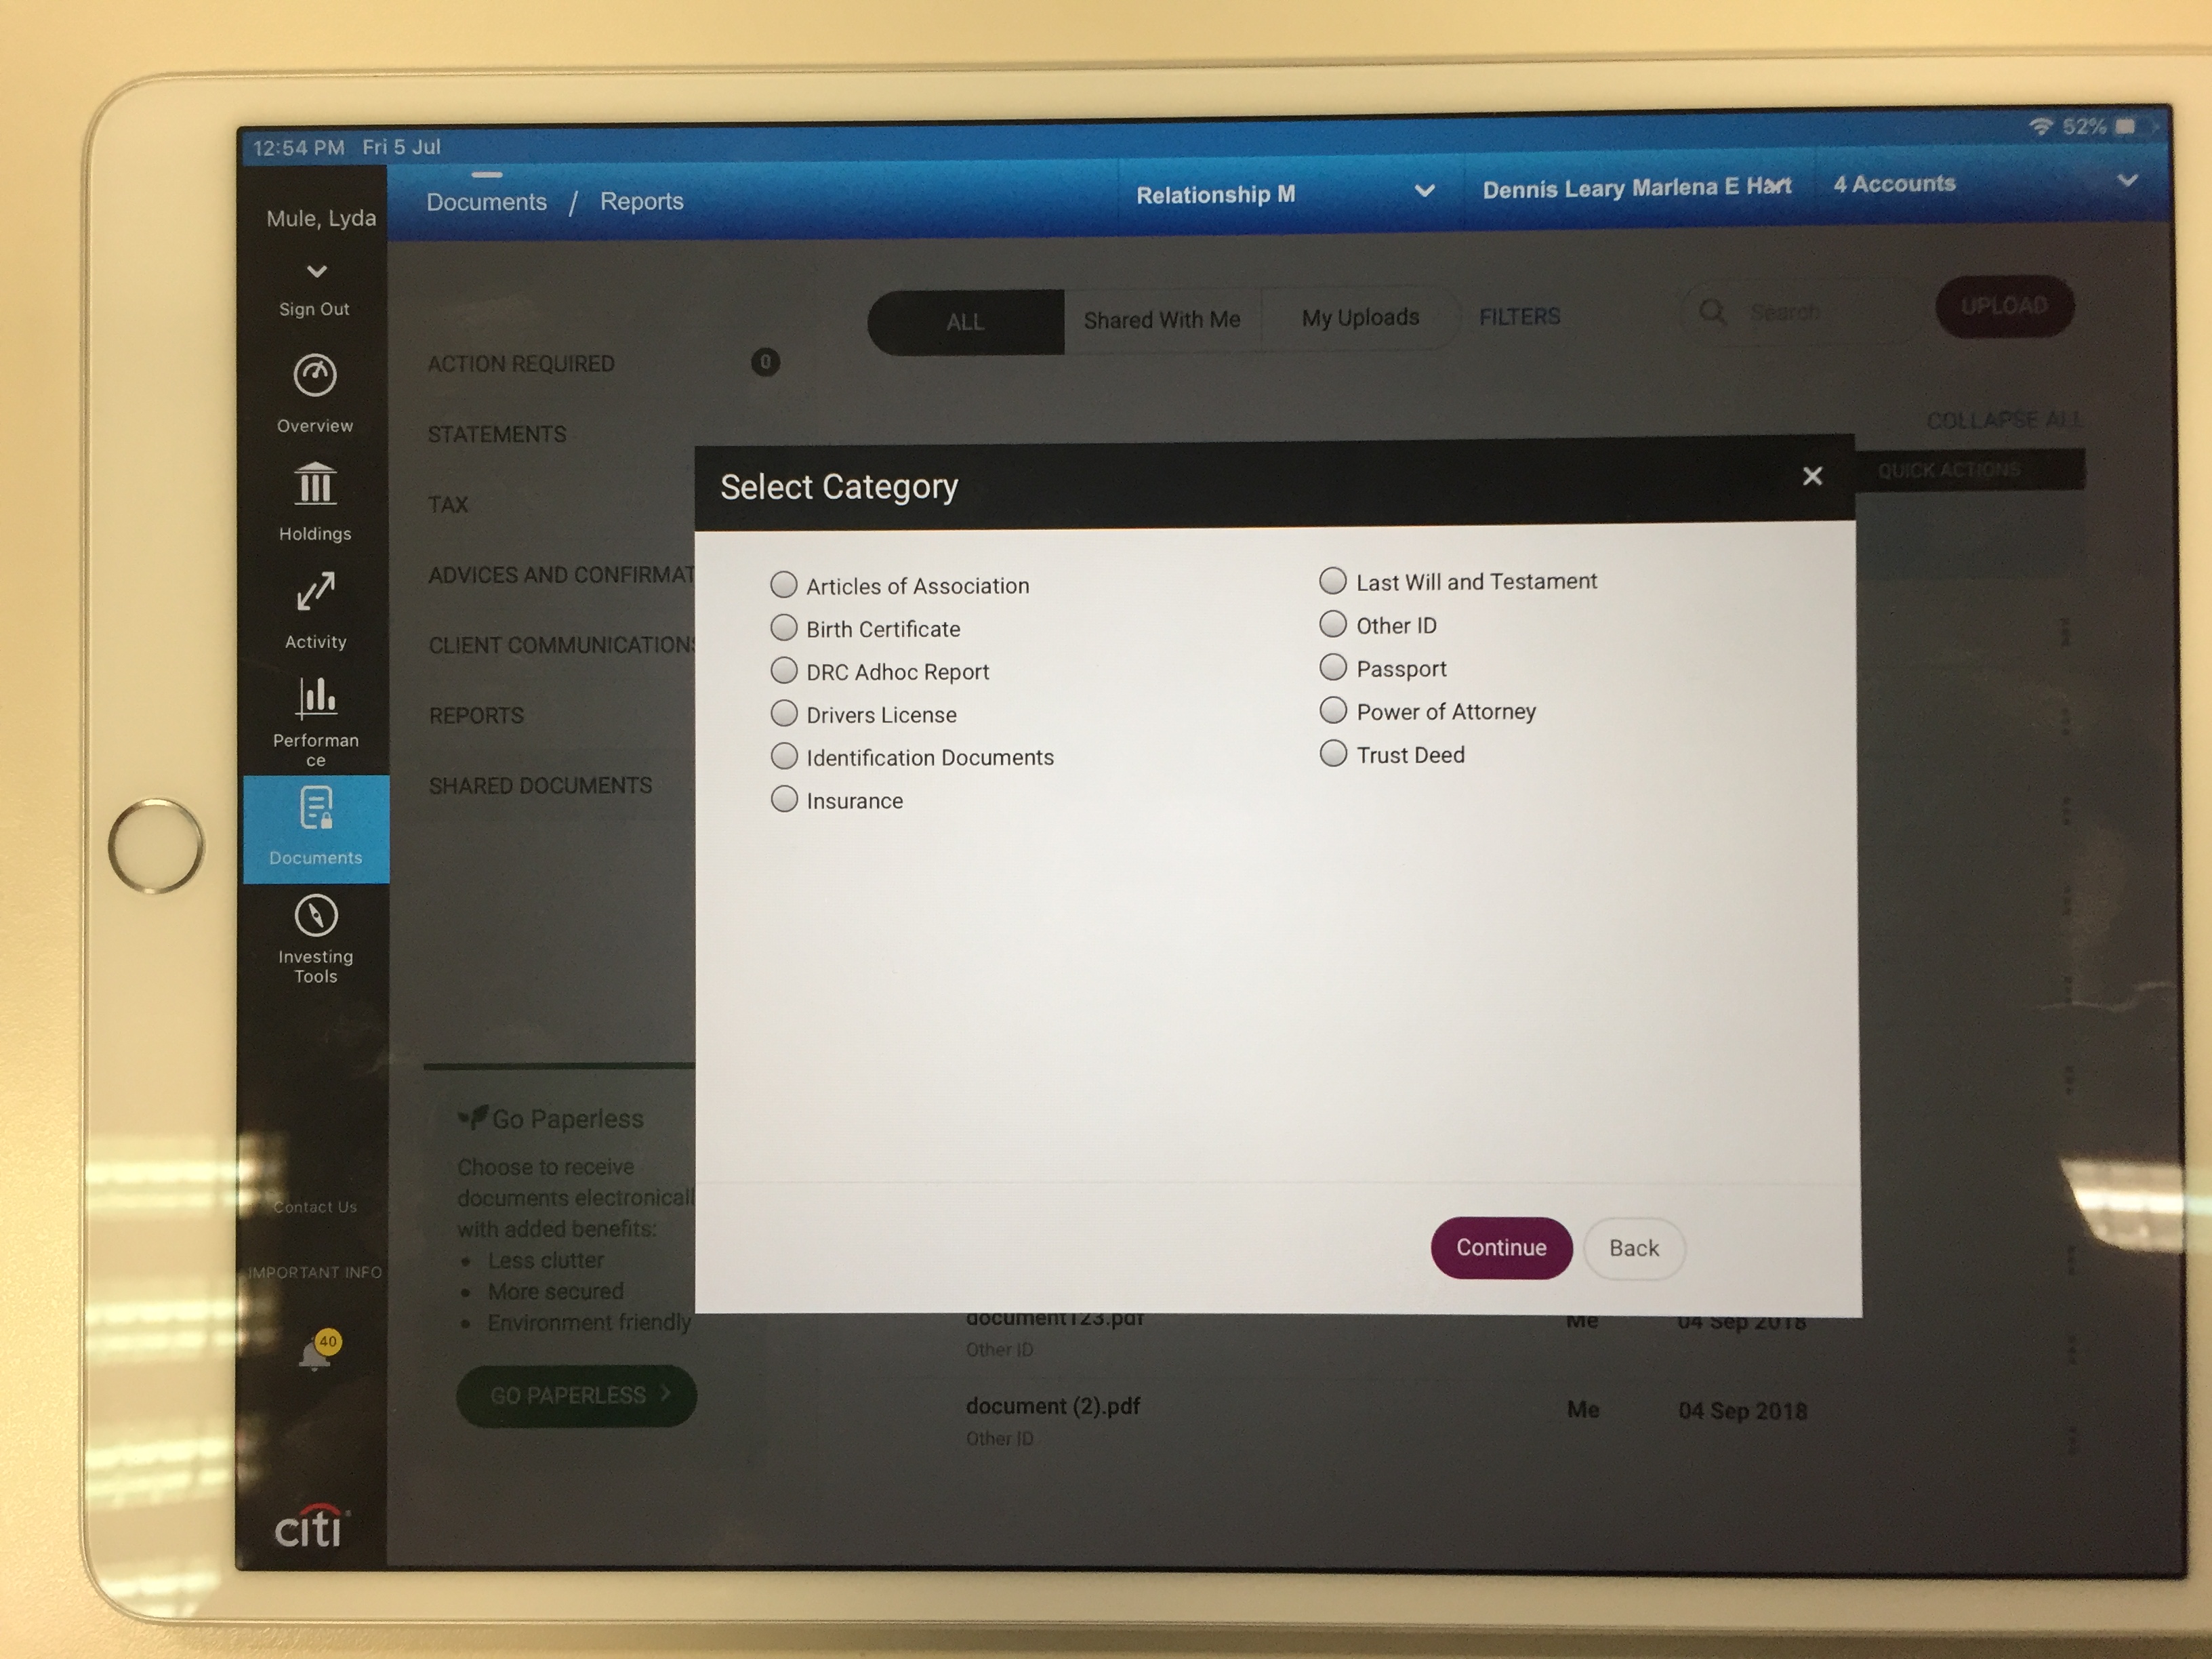 12:54 PM Fri 5 Jul
52%
Mule, Lyda
Sign Out
Overview
Holdings
Activity
Performan
ce
Documents
Investing
Tools
Contact Us
IMPORTANT INFO
40
citi
Documents / Reports
Relationship M
Dennis Leary Marlena E Hart
4 Accounts
ACTION REQUIRED
0
STATEMENTS
TAX
ADVICES AND CONFIRMAT
CLIENT COMMUNICATIONS
REPORTS
SHARED DOCUMENTS
Go Paperless
Choose to receive
documents electronicall
with added benefits:
• Less clutter
• More secured
• Environment friendly
GO PAPERLESS
ALL
Shared With Me
My Uploads
FILTERS
Search
UPLOAD
COLLAPSE ALL
QUICK ACTIONS
Select Category
Articles of Association
Birth Certificate
DRC Adhoc Report
Drivers License
Identification Documents
Insurance
Last Will and Testament
Other ID
Passport
Power of Attorney
Trust Deed
Continue
Back
document123.pdf Me 04 Sep 2018
Other ID
document (2).pdf Me 04 Sep 2018
Other ID